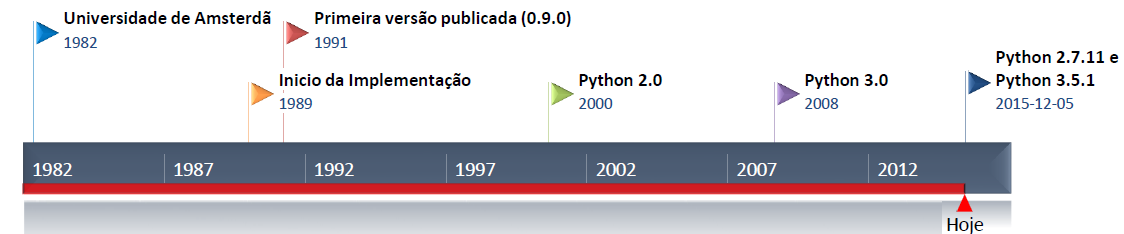 Universidade de Amsterdã
1982
Primeira versão publicada (0.9.0)
1991
Inicio da Implementação
1989
Python 2.0
2000
Python 3.0
2008
Python 2.7.11 e
Python 3.5.1
2015-12-05
1982 1987 1992 1997 2002 2007 2012
Hoje